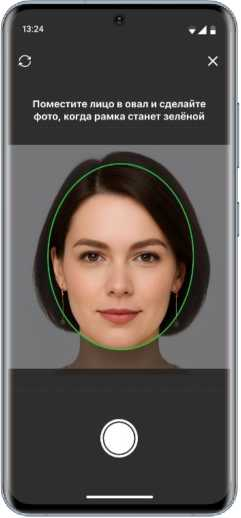 13:24
Поместите лицо в овал и сделайте
фото, когда рамка станет зелёной